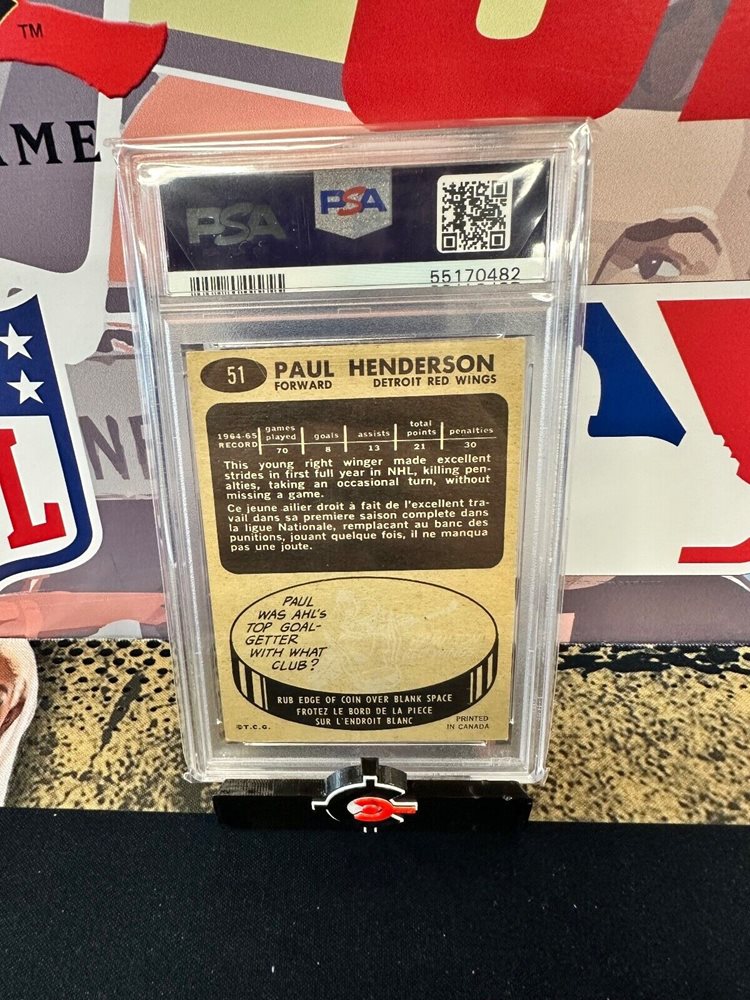 TM
AME
NF
L
PSA
PSA
55170482
51
PAUL HENDERSON
FORWARD DETROIT RED WINGS
1964-65 RECORD
games played goals assists total points penalties
70 8 13 21 30
This young right winger made excellent
strides in first full year in NHL, killing pen-
alties, taking an occasional turn, without
missing a game.
Ce jeune ailier droit à fait de l'excellent tra-
vail dans sa premiere saison complete dans
la ligue Nationale, remplacant au banc des
punitions, jouant quelque fois, il ne manqua
pas une joute.
PAUL
WAS AHL'S
TOP GOAL-
GETTER
WITH WHAT
CLUB?
RUB EDGE OF COIN OVER BLANK SPACE
FROTEZ LE BORD DE LA PIECE
SUR L'ENDROIT BLANC
©T.C.G.
PRINTED
IN CANADA